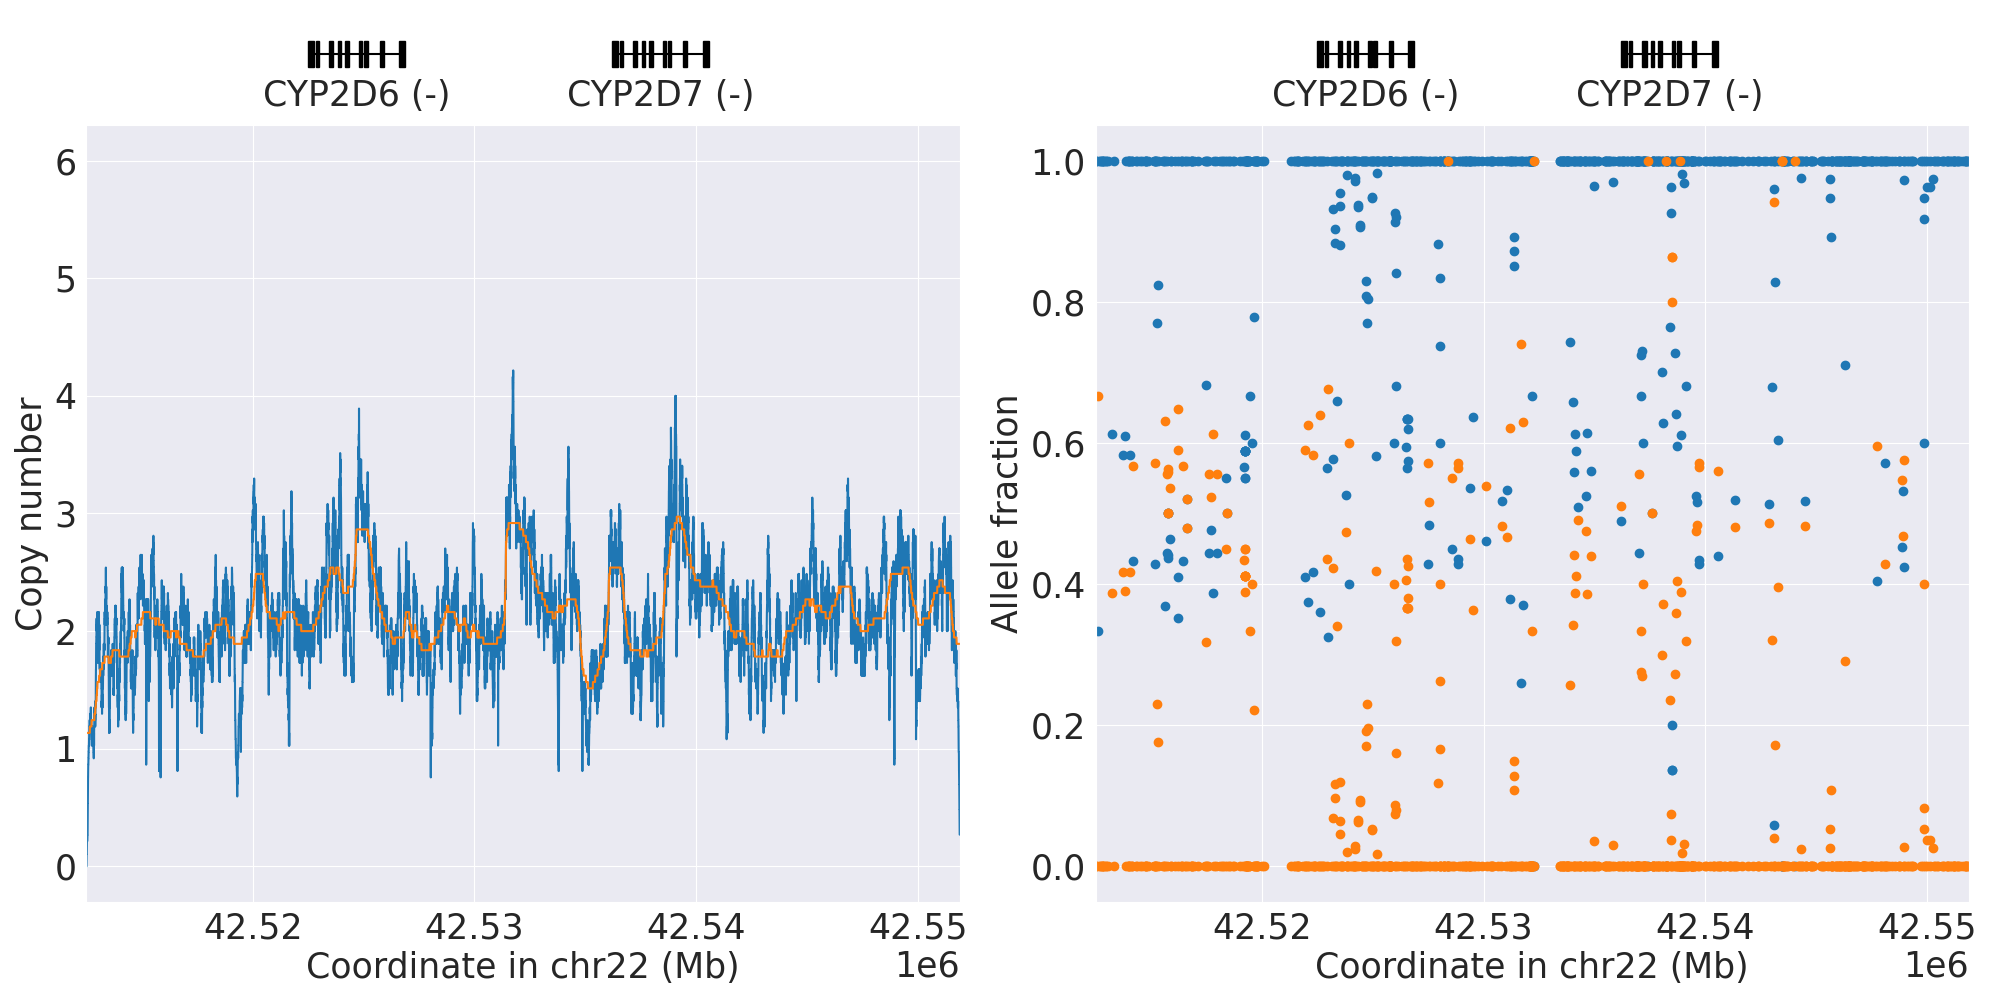 CYP2D6 (-) CYP2D7 (-)
6
5
4
3
2
1
0
Copy number
42.52 42.53 42.54 42.55
Coordinate in chr22 (Mb)
1e6
CYP2D6 (-) CYP2D7 (-)
1.0
0.8
0.6
0.4
0.2
0.0
Allele fraction
42.52 42.53 42.54 42.55
Coordinate in chr22 (Mb)
1e6